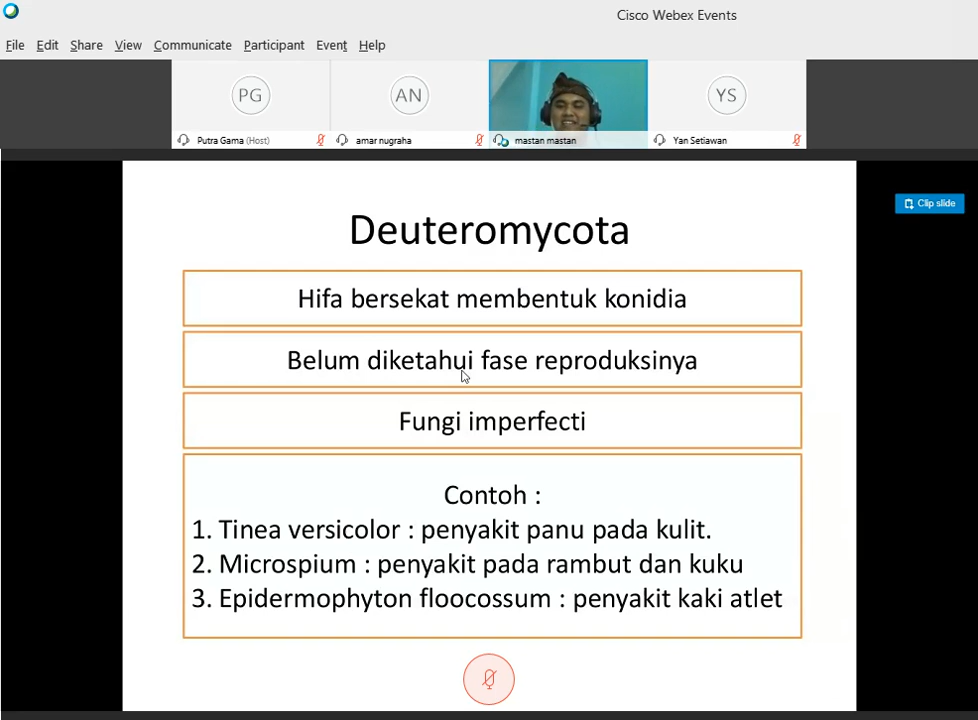 Cisco Webex Events
File Edit Share View Communicate Participant Event Help
PG
AN
YS
Putra Gama (Host)
amar nugraha
mastan mastan
Yan Setiawan
Clip slide
Deuteromycota
Hifa bersekat membentuk konidia
Belum diketahui fase reproduksinya
Fungi imperfecti
Contoh :
1. Tinea versicolor : penyakit panu pada kulit.
2. Microspium : penyakit pada rambut dan kuku
3. Epidermophyton floocossum : penyakit kaki atlet